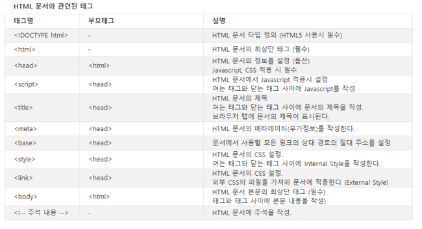 HTML 문서와 관련된 태그
태그명 부모태그 설명
<!DOCTYPE html> - HTML 문서 타입 정의 (HTML5 사용시 필수)
<html> - HTML 문서의 최상단 태그 (필수)
<head> <html> HTML 문서의 정보를 설정 (옵션)
Javascript, CSS 적용 시 필수
<script> <head> HTML 문서에서 Javascript 적용시 설정
여는 태그와 닫는 태그 사이에 Javascript를 작성
<title> <head> HTML 문서의 제목
여는 태그와 닫는 태그 사이에 문서의 제목을 작성.
브라우저 탭에 문서의 제목이 표시된다.
<meta> <head> HTML 문서의 메타데이터(부가정보)를 작성한다.
<base> <head> 문서에서 사용할 모든 링크의 상대 경로의 절대 주소를 설정
<style> <head> HTML 문서의 CSS 설정.
여는 태그와 닫는 태그 사이에 Internal Style을 작성한다.
<link> <head> HTML 문서의 CSS 설정.
외부 CSS의 파일을 가져와 문서에 적용한다 (External Style)
<body> <html> HTML 문서 본문의 최상단 태그 (필수)
태그와 태그 사이에 본문 내용을 작성)
<!-- 주석 내용 --> - HTML 문서에 주석을 작성.